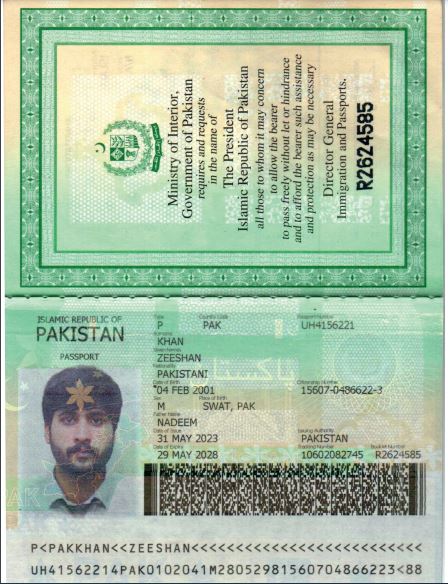 Ministry of Interior,
Government of Pakistan
requires and requests
in the name of
The President
Islamic Republic of Pakistan
all those to whom it may concern
to allow the bearer
to pass freely without let or hindrance
and to afford the bearer such assistance
and protection as may be necessary
Director General
Immigration and Passports.
R2624585
ISLAMIC REPUBLIC OF
PAKISTAN
PASSPORT
Type Country Code Passport Number
P PAK UH4156221
Surname
KHAN
Given Names
ZEESHAN
Nationality
PAKISTANI
Date of Birth Citizenship Number
04 FEB 2001 15607-0486622-3
Sex Place of Birth
M SWAT, PAK
Father Name
NADEEM
Date of Issue Issuing Authority
31 MAY 2023 PAKISTAN
Date of Expiry Tracking Number Booklet Number
29 MAY 2028 10602082745 R2624585
پاکستان
P<PAKKHAN<<ZEESHAN<<<<<<<<<<<<<<<<<<<<<<<<<<
UH41562214PAK0102041M28052981560704866223<88